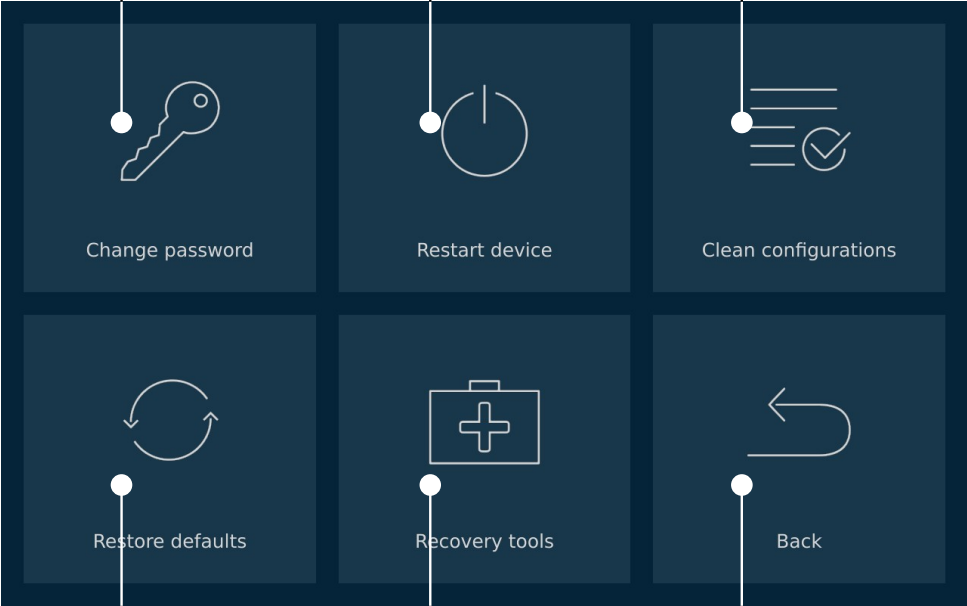 Change password
Restart device
Clean configurations
Restore defaults
Recovery tools
Back